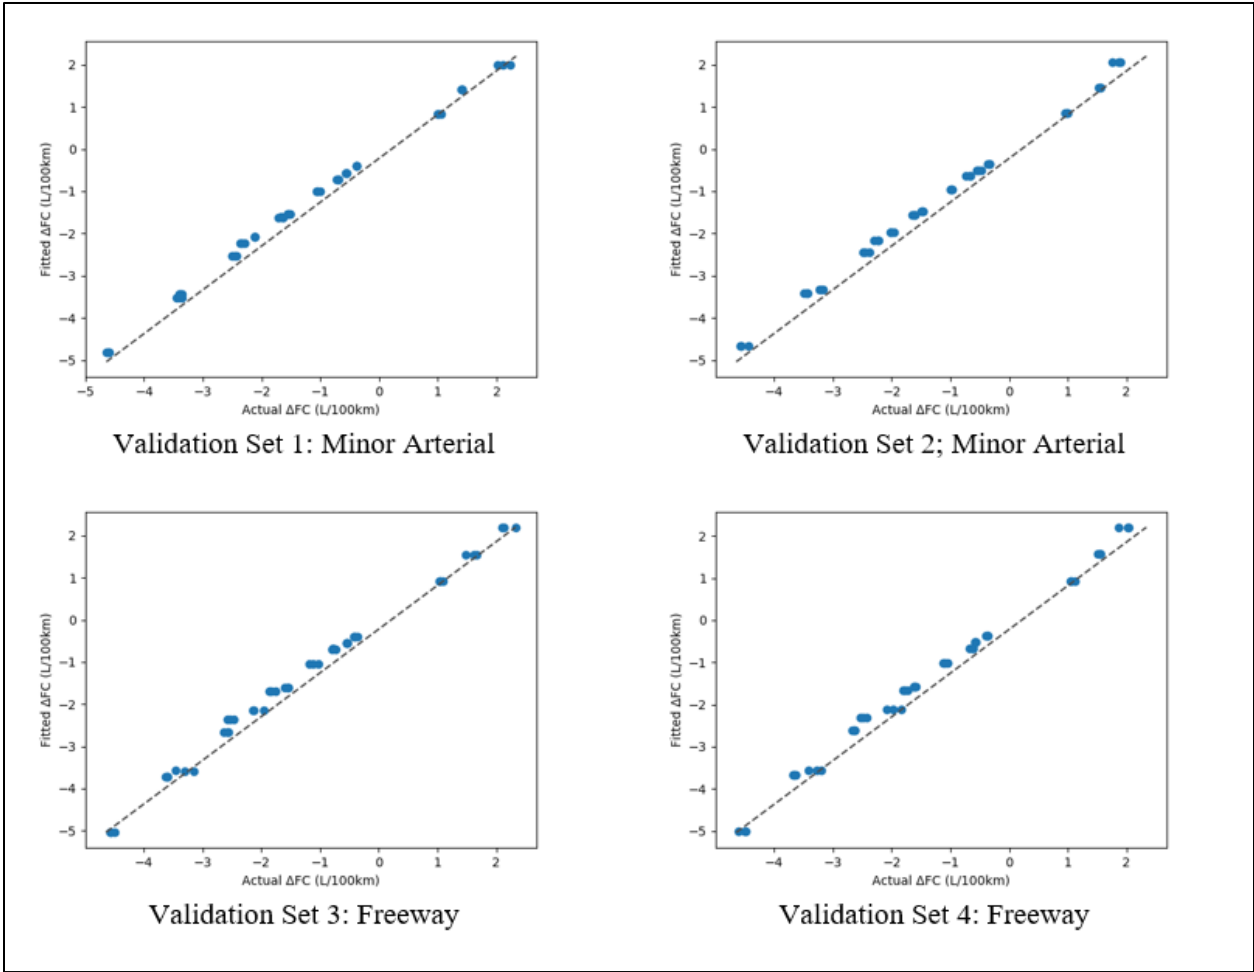 2
1
0
−1
−2
−3
−4
−5
Fitted ΔFC (L/100km)
−5 −4 −3 −2 −1 0 1 2
Actual ΔFC (L/100km)
Validation Set 1: Minor Arterial
2
1
0
−1
−2
−3
−4
−5
Fitted ΔFC (L/100km)
−4 −3 −2 −1 0 1 2
Actual ΔFC (L/100km)
Validation Set 2; Minor Arterial
2
1
0
−1
−2
−3
−4
−5
Fitted ΔFC (L/100km)
−4 −3 −2 −1 0 1 2
Actual ΔFC (L/100km)
Validation Set 3: Freeway
2
1
0
−1
−2
−3
−4
−5
Fitted ΔFC (L/100km)
−4 −3 −2 −1 0 1 2
Actual ΔFC (L/100km)
Validation Set 4: Freeway